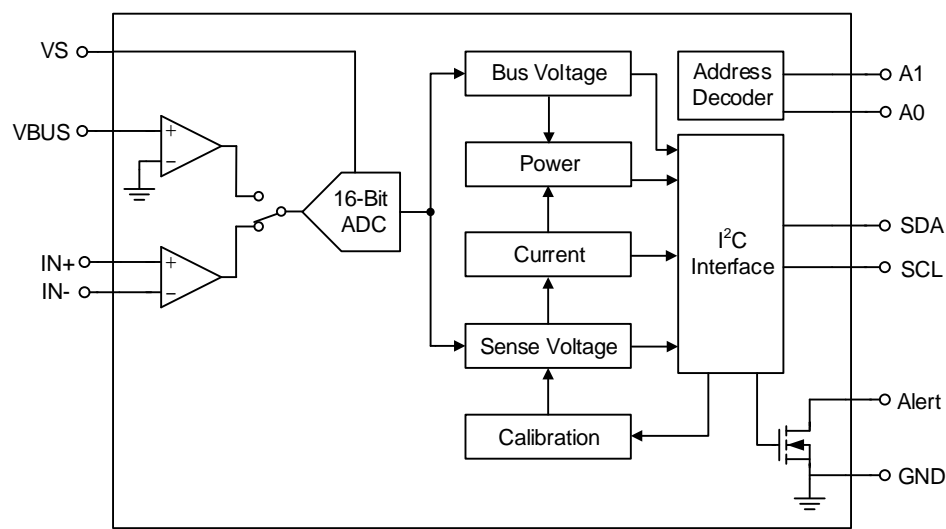 VS
VBUS
+
−
IN+
IN-
+
−
16-Bit
ADC
Bus Voltage
Power
Current
Sense Voltage
Calibration
Address
Decoder
I²C
Interface
A1
A0
SDA
SCL
Alert
GND